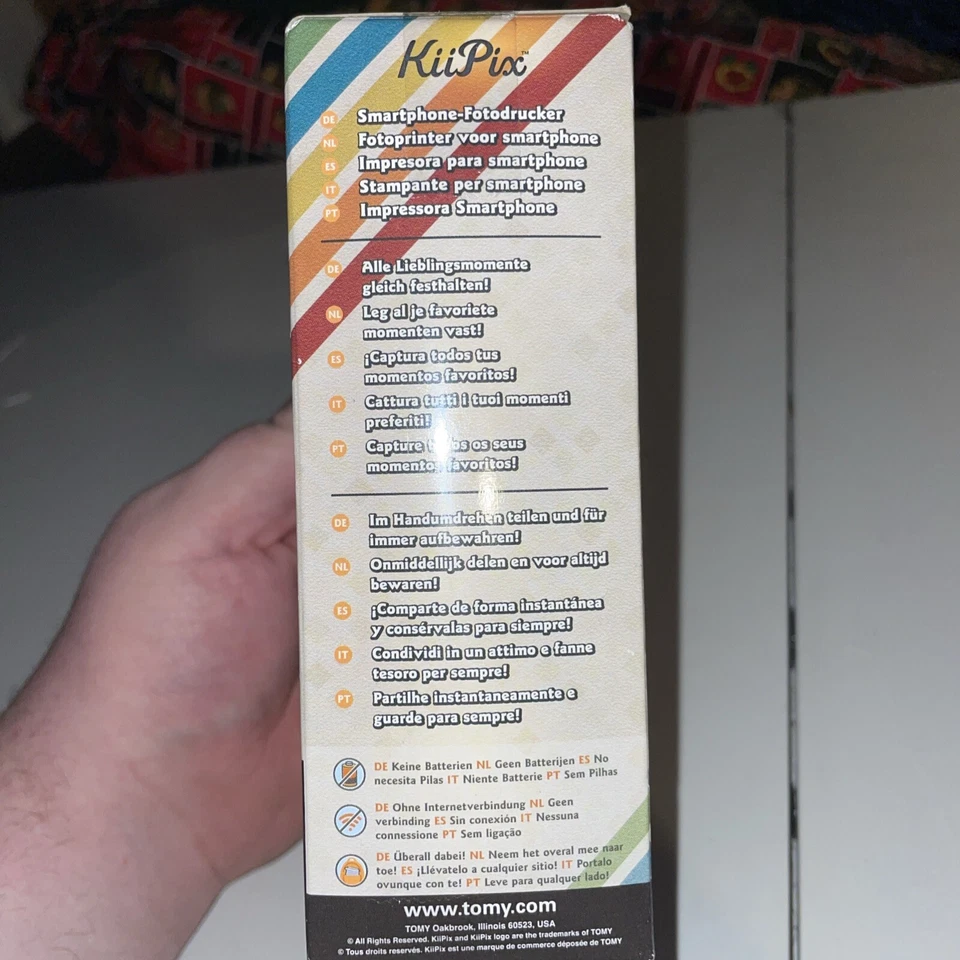 KiiPix™
DE Smartphone-Fotodrucker
NL Fotoprinter voor smartphone
ES Impresora para smartphone
IT Stampante per smartphone
PT Impressora Smartphone
DE Alle Lieblingsmomente
gleich festhalten!
NL Leg al je favoriete
momenten vast!
ES ¡Captura todos tus
momentos favoritos!
IT Cattura tutti i tuoi momenti
preferiti!
PT Capture os seus
momentos favoritos!
DE Im Handumdrehen teilen und für
immer aufbewahren!
NL Onmiddellijk delen en voor altijd
bewaren!
ES ¡Comparte de forma instantánea
y consérvalas para siempre!
IT Condividi in un attimo e fanne
tesoro per sempre!
PT Partilhe instantaneamente e
guarde para sempre!
DE Keine Batterien NL Geen Batterijen ES No
necesita Pilas IT Niente Batterie PT Sem Pilhas
DE Ohne Internetverbindung NL Geen
verbinding ES Sin conexión IT Nessuna
connessione PT Sem ligação
DE Überall dabei! NL Neem het overal mee naar
toe! ES ¡Llévatelo a cualquier sitio! IT Portalo
ovunque con te! PT Leve para qualquer lado!
www.tomy.com
TOMY Oakbrook, Illinois 60523, USA
© All Rights Reserved. KiiPix and KiiPix logo are the trademarks of TOMY
© Tous droits reservés. KiiPix est une marque de commerce déposée de TOMY